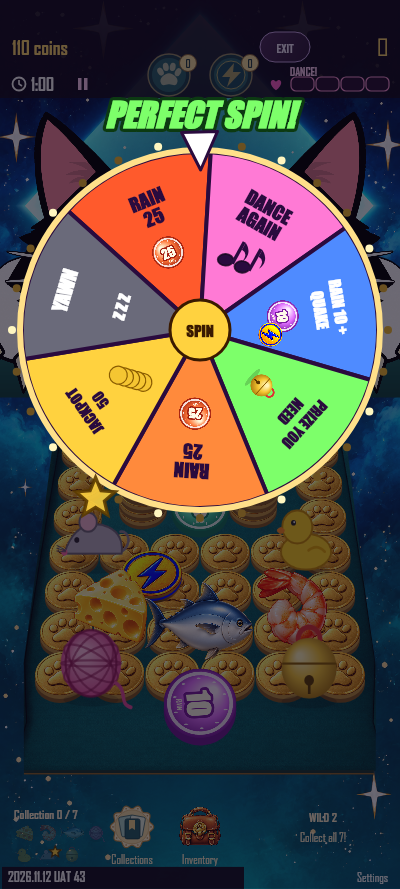 110 coins
0
0
EXIT
1:00
DANCE!
PERFECT SPIN!
RAIN
25
25
DANCE
AGAIN
RAIN 10 +
QUAKE
10
PRIZE YOU
NEED
RAIN
25
25
JACKPOT
50
YAWN
ZZZ
SPIN
10
Collection 0 / 7
Collections
Inventory
WILD 2
Collect all 7!
2026.11.12 UAT 43
Settings